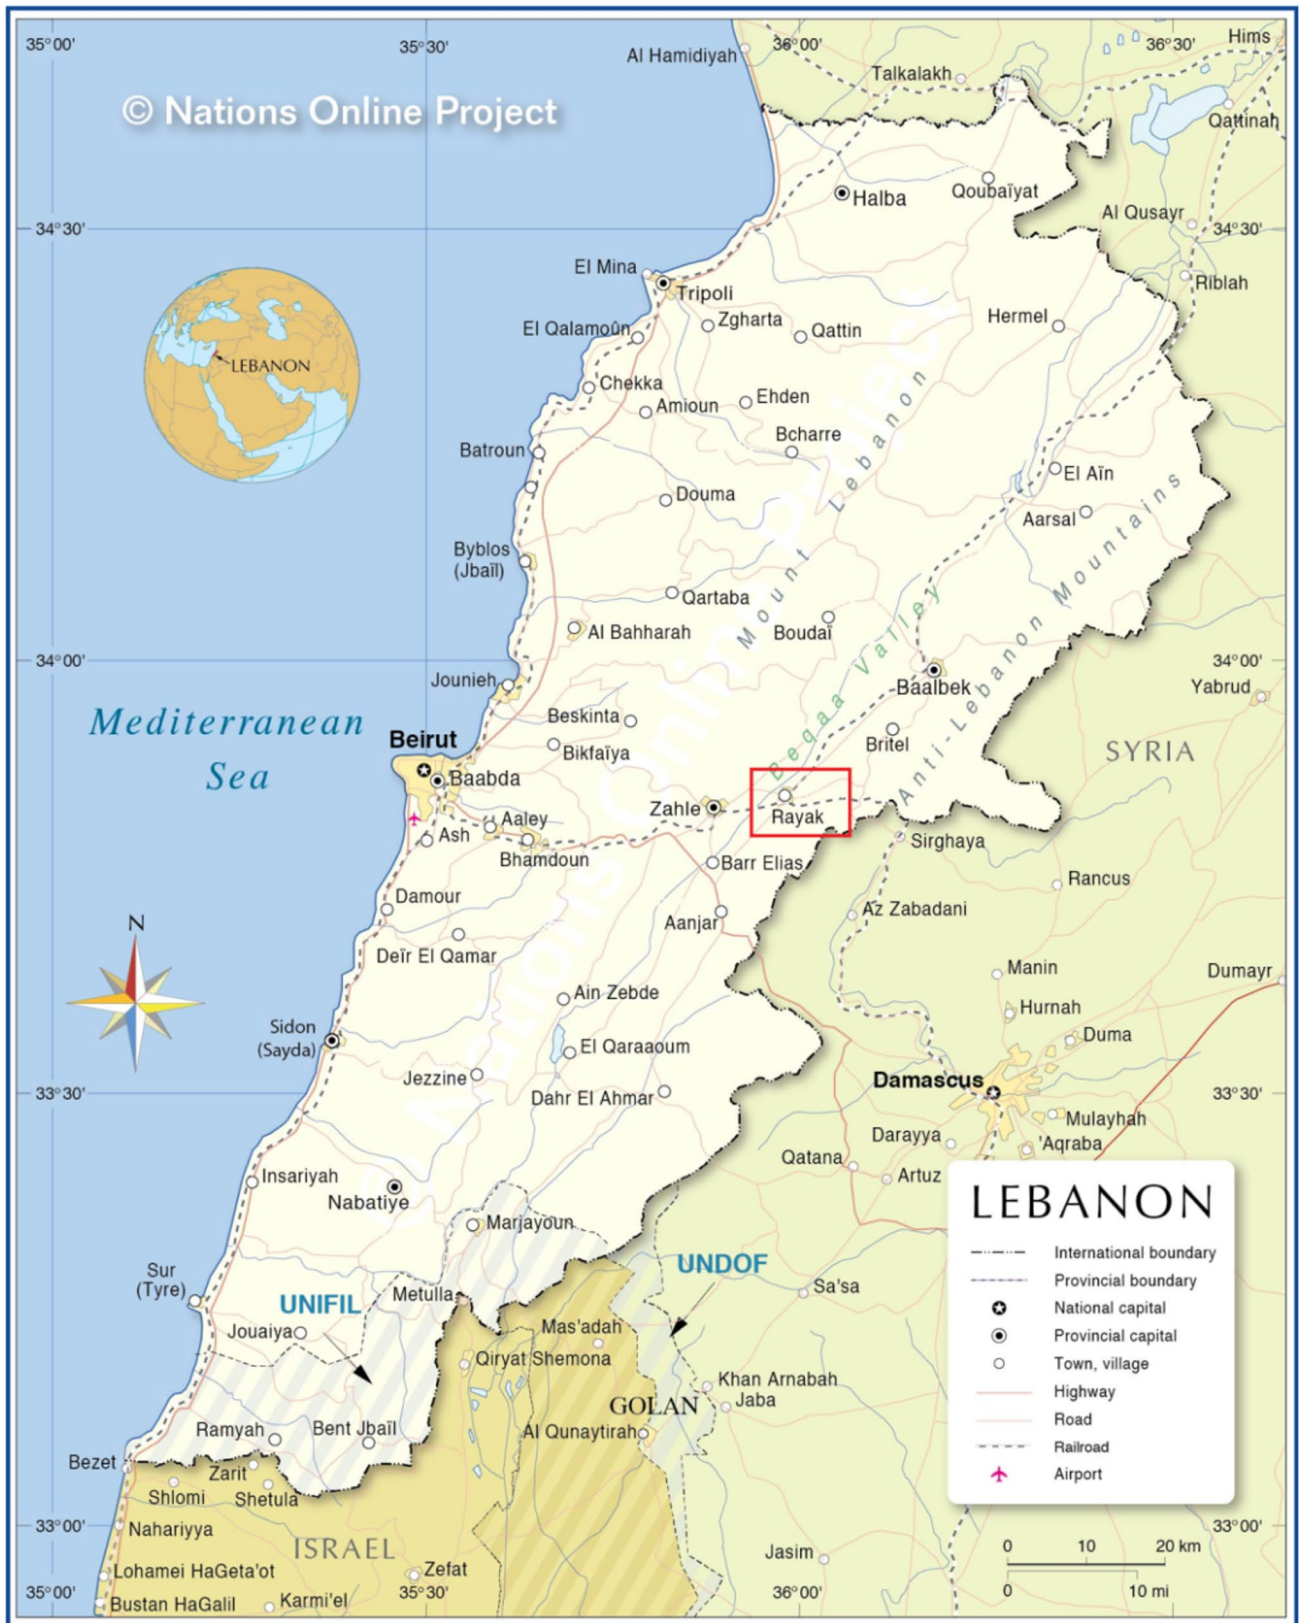 35°00'
35°30'
36°00'
36°30'
Hims
Al Hamidiyah
Talkalakh
© Nations Online Project
Qattinah
Halba
Qoubaïyat
Al Qusayr
34°30'
34°30'
El Mina
Riblah
Tripoli
Hermel
Zgharta
Qattin
El Qalamoûn
LEBANON
Chekka
Amioun
Ehden
Bcharre
Batroun
El Aïn
Douma
Aarsal
Mount Lebanon
Byblos
(Jbaïl)
Qartaba
Beqaa Valley
Anti-Lebanon Mountains
Al Bahharah
Boudaï
34°00'
34°00'
Jounieh
Baalbek
Yabrud
Mediterranean
Sea
Beskinta
Bikfaïya
Britel
SYRIA
Beirut
Baabda
Zahle
Rayak
Aaley
Ash
Bhamdoun
Sirghaya
Barr Elias
Rancus
Damour
Aanjar
Az Zabadani
N
Deïr El Qamar
Manin
Dumayr
Ain Zebde
Hurnah
Sidon
(Sayda)
El Qaraaoum
Duma
Jezzine
Dahr El Ahmar
Damascus
33°30'
33°30'
Mulayhah
Darayya
'Aqraba
Qatana
Artuz
Insariyah
Nabatiye
Marjayoun
LEBANON
International boundary
Provincial boundary
National capital
Provincial capital
Town, village
Highway
Road
Railroad
Airport
UNDOF
Sur
(Tyre)
UNIFIL
Metulla
Sa'sa
Jouaiya
Mas'adah
Qiryat Shemona
Khan Arnabah
Jaba
GOLAN
Ramyah
Bent Jbaïl
Al Qunaytirah
Bezet
Zarit
Shlomi
Shetula
Nahariyya
33°00'
33°00'
ISRAEL
Jasim
0 10 20 km
0 10 mi
Lohamei HaGeta'ot
Zefat
35°00'
35°30'
36°00'
Bustan HaGalil
Karmi'el
© Nations Online Project